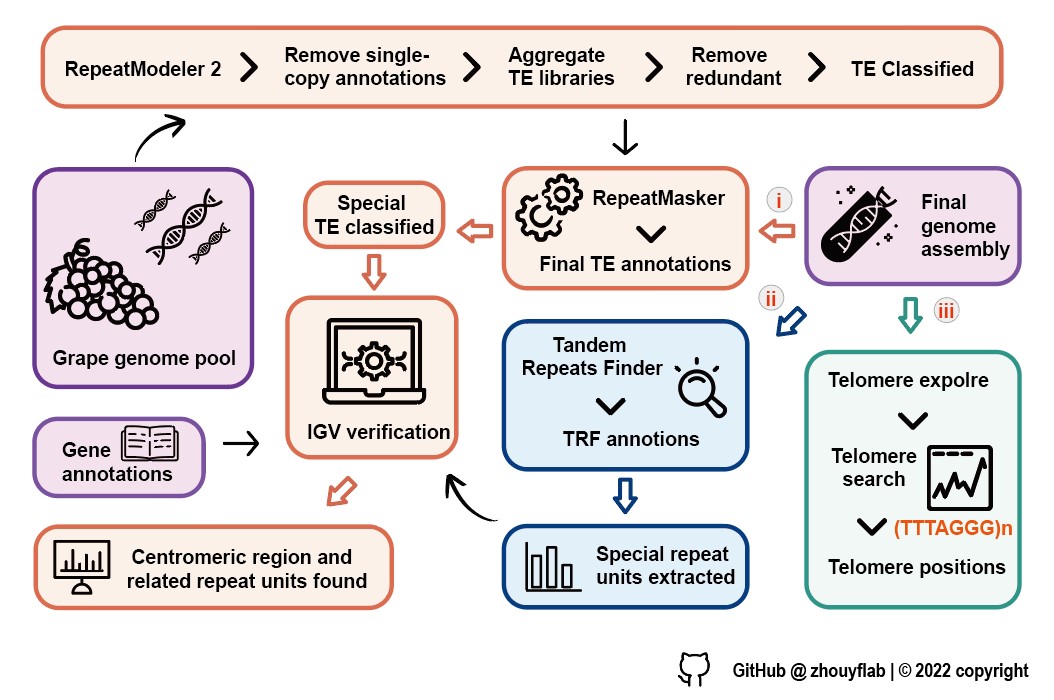 RepeatModeler 2
Remove single-
copy annotations
Aggregate
TE libraries
Remove
redundant
TE Classified
Grape genome pool
Special
TE classified
RepeatMasker
Final TE annotations
i
Final
genome
assembly
ii
iii
IGV verification
Tandem
Repeats Finder
TRF annotions
Telomere expolre
Telomere
search
(TTTAGGG)n
Telomere positions
Gene
annotations
Centromeric region and
related repeat units found
Special repeat
units extracted
GitHub @ zhouyflab | © 2022 copyright